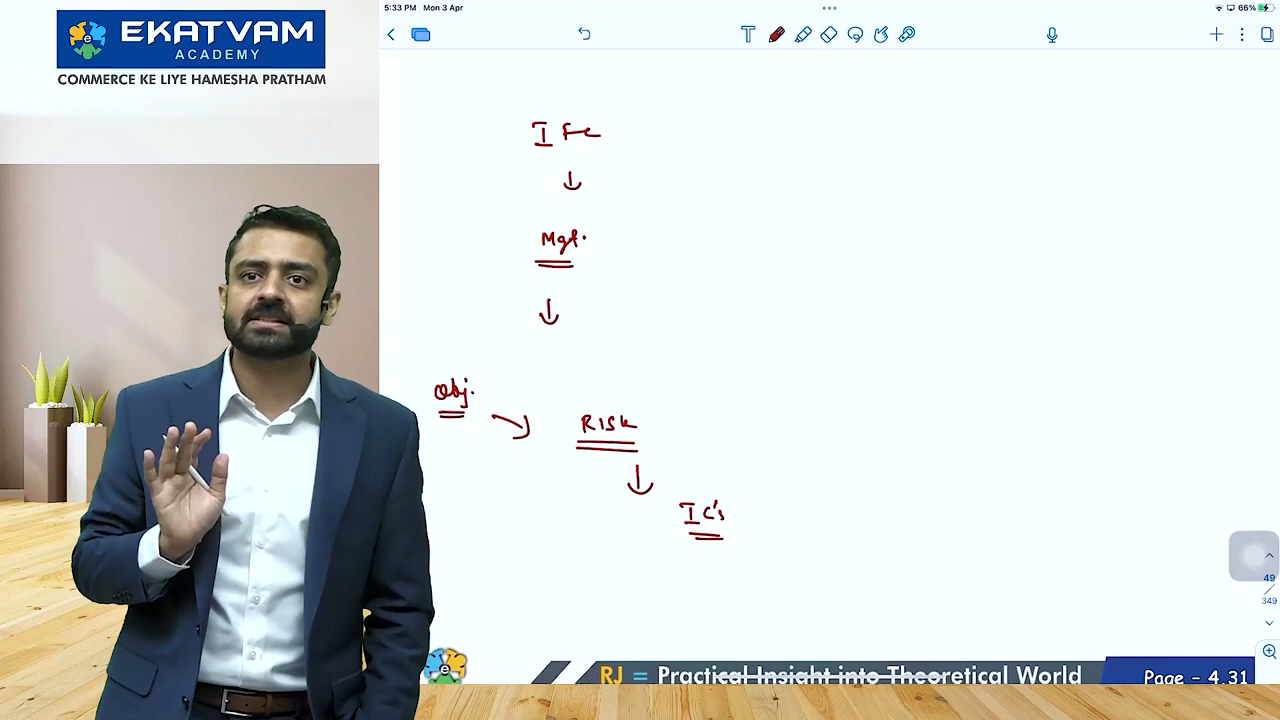 5:33 PM Mon 3 Apr
66%
EKATVAM
ACADEMY
COMMERCE KE LIYE HAMESHA PRATHAM
T
I Fc
Mgt.
Obj.
RISK
IC's
49
349
RJ = Practical Insight into Theoretical World
Page - 4.31